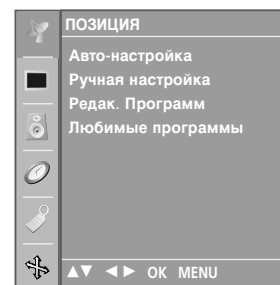 ПОЗИЦИЯ
Авто-настройка
Ручная настройка
Редак. Программ
Любимые программы
▲▼ ◄► OK MENU